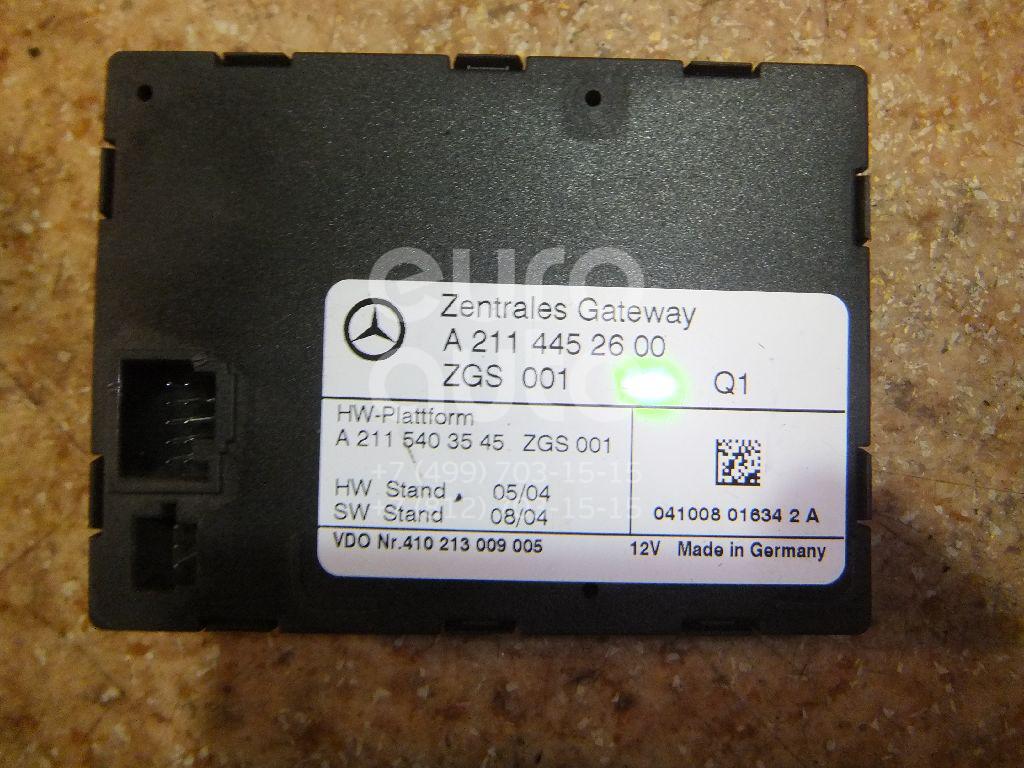 euro
auto
Zentrales Gateway
A 211 445 26 00
ZGS 001 Q1
HW-Plattform
A 211 540 35 45 ZGS 001
+7 (499) 703-15-15
HW Stand 05/04
SW Stand 08/04
041008 01634 2 A
VDO Nr.410 213 009 005 12V Made in Germany